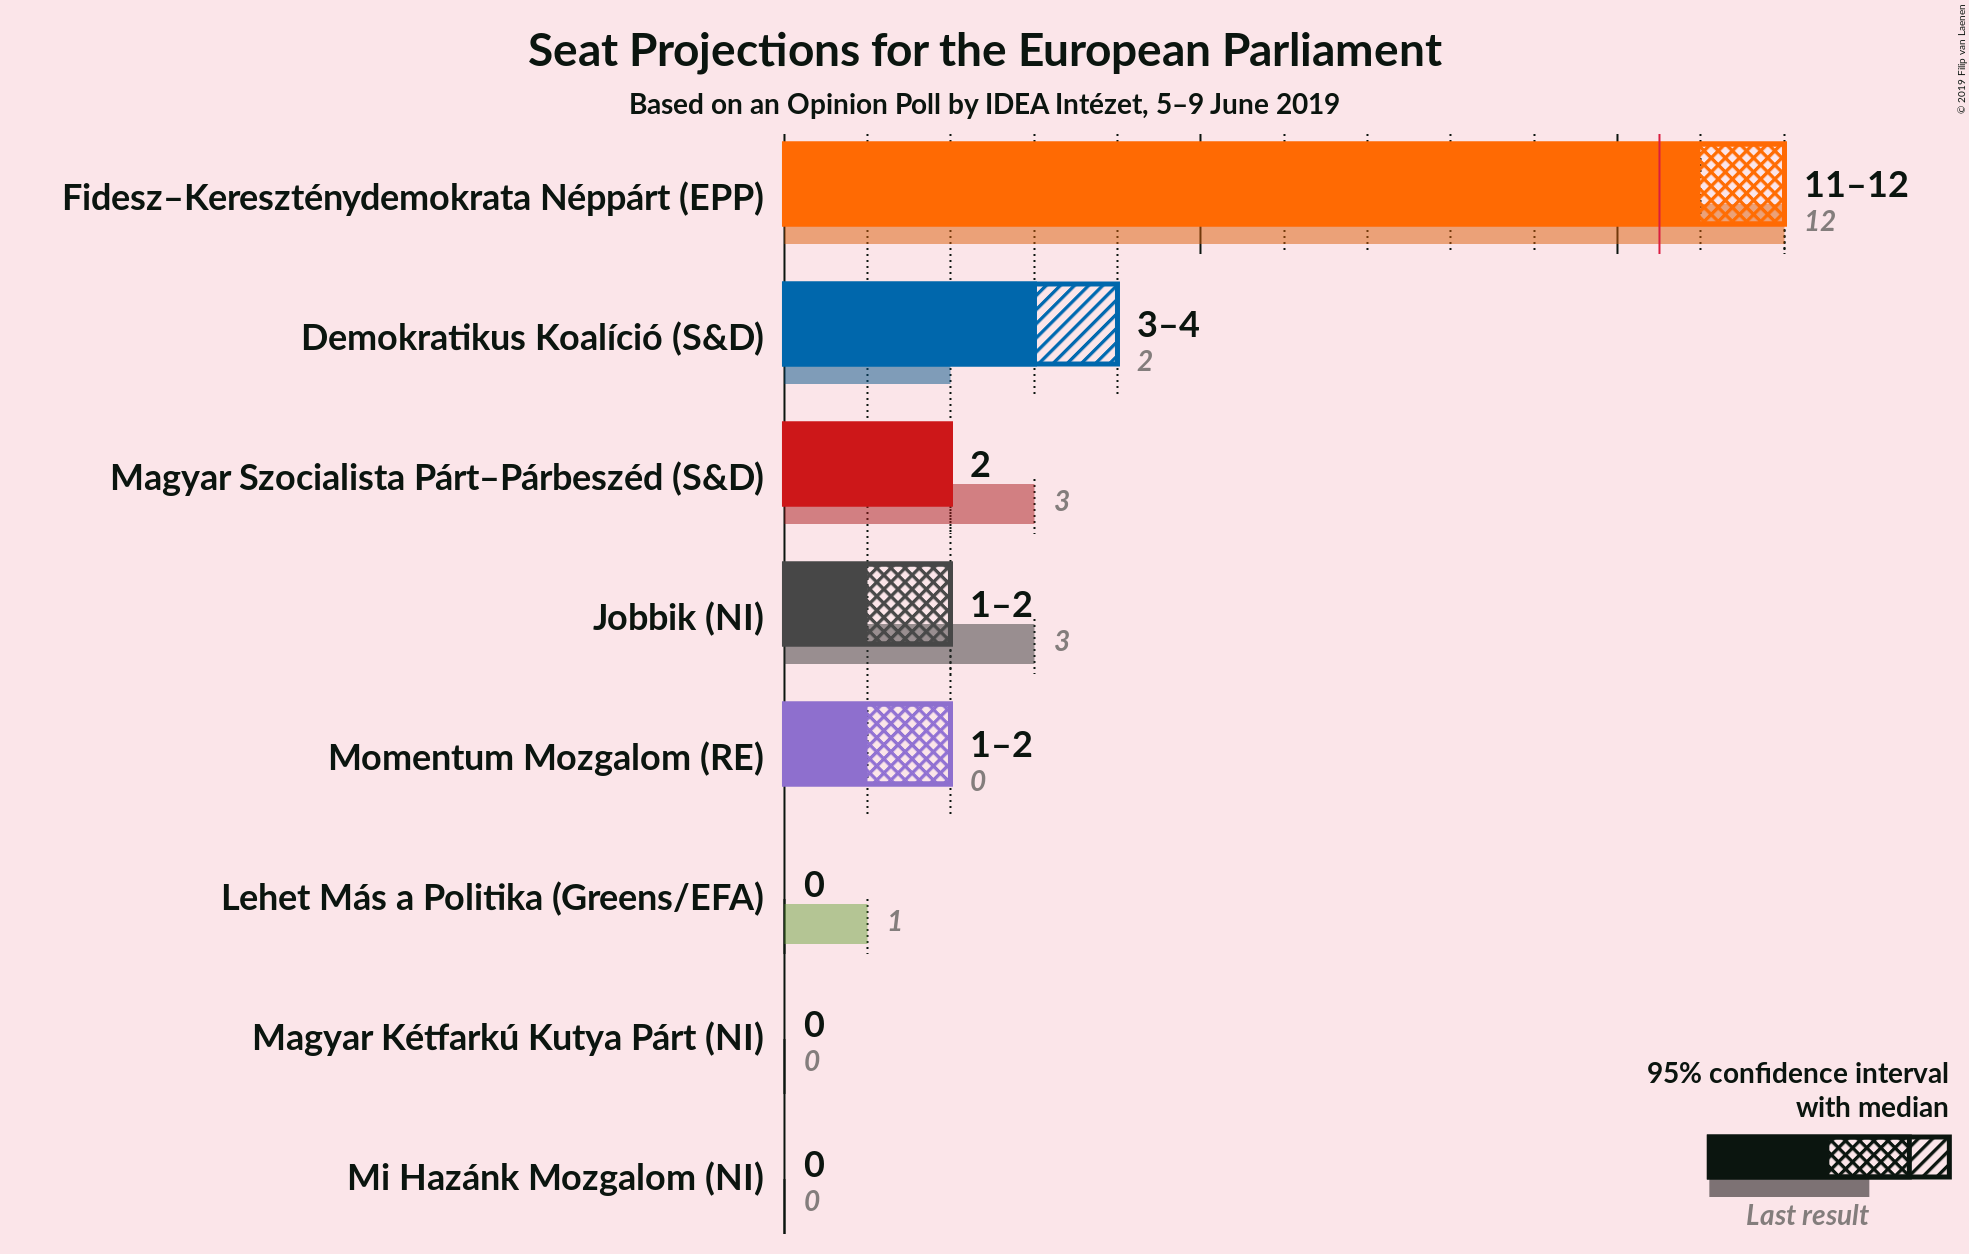 Seat Projections for the European Parliament
Based on an Opinion Poll by IDEA Intézet, 5–9 June 2019
© 2019 Filip van Laenen
Fidesz–Kereszténydemokrata Néppárt (EPP)
11–12
12
Demokratikus Koalíció (S&D)
3–4
2
Magyar Szocialista Párt–Párbeszéd (S&D)
2
3
Jobbik (NI)
1–2
3
Momentum Mozgalom (RE)
1–2
0
Lehet Más a Politika (Greens/EFA)
0
1
Magyar Kétfarkú Kutya Párt (NI)
0
0
Mi Hazánk Mozgalom (NI)
0
0
95% confidence interval
with median
Last result